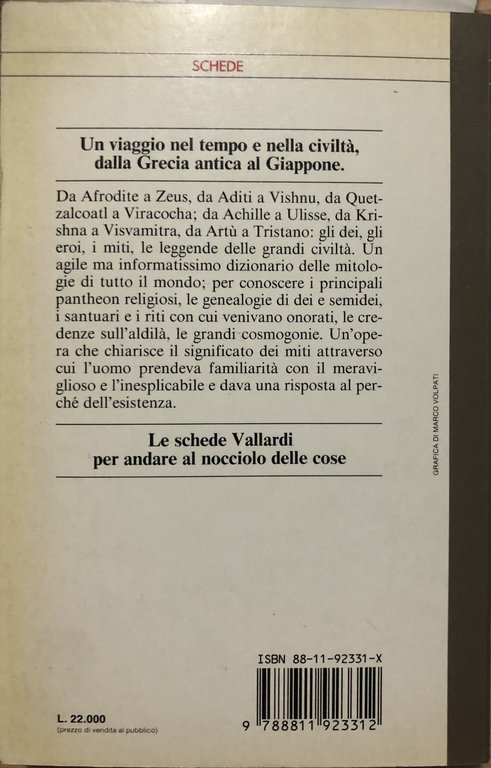 SCHEDE
Un viaggio nel tempo e nella civiltà,
dalla Grecia antica al Giappone.
Da Afrodite a Zeus, da Aditi a Vishnu, da Quet-
zalcoatl a Viracocha; da Achille a Ulisse, da Kri-
shna a Visvamitra, da Artù a Tristano: gli dei, gli
eroi, i miti, le leggende delle grandi civiltà. Un
agile ma informatissimo dizionario delle mitolo-
gie di tutto il mondo; per conoscere i principali
pantheon religiosi, le genealogie di dei e semidei,
i santuari e i riti con cui venivano onorati, le cre-
denze sull'aldilà, le grandi cosmogonie. Un'ope-
ra che chiarisce il significato dei miti attraverso
cui l'uomo prendeva familiarità con il meravi-
glioso e l'inesplicabile e dava una risposta al per-
ché dell'esistenza.
Le schede Vallardi
per andare al nocciolo delle cose
GRAFICA DI MARCO VOLPATI
ISBN 88-11-92331-X
9 788811 923312
L. 22.000
(prezzo di vendita al pubblico)